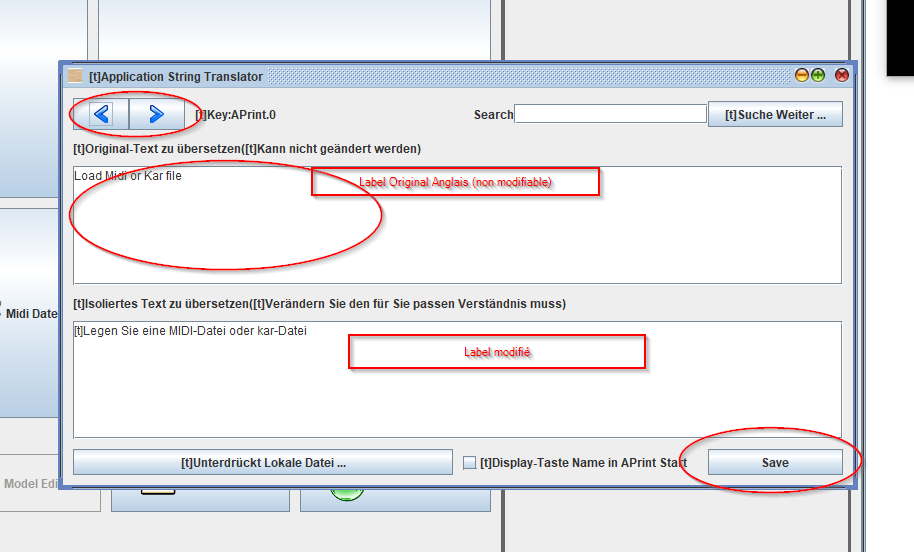 [t]Application String Translator
[t]Key:APrint.0
Search
[t]Suche Weiter ...
[t]Original-Text zu übersetzen([t]Kann nicht geändert werden)
Load Midi or Kar file
Label Original Anglais (non modifiable)
[t]Isoliertes Text zu übersetzen([t]Verändern Sie den für Sie passen Verständnis muss)
Midi Date
[t]Legen Sie eine MIDI-Datei oder kar-Datei
Label modifié
[t]Unterdrückt Lokale Datei ...
[t]Display-Taste Name in APrint Start
Save
Model Edi